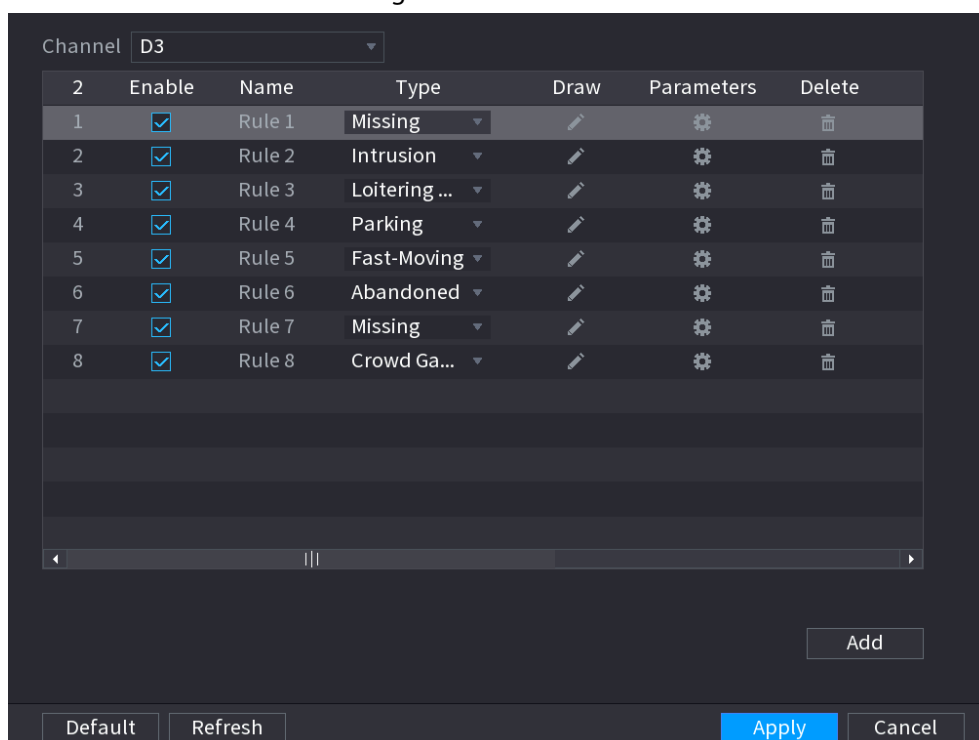 Channel D3
2 Enable Name Type Draw Parameters Delete
1 Rule 1 Missing
2 Rule 2 Intrusion
3 Rule 3 Loitering ...
4 Rule 4 Parking
5 Rule 5 Fast-Moving
6 Rule 6 Abandoned
7 Rule 7 Missing
8 Rule 8 Crowd Ga...
Add
Default Refresh Apply Cancel